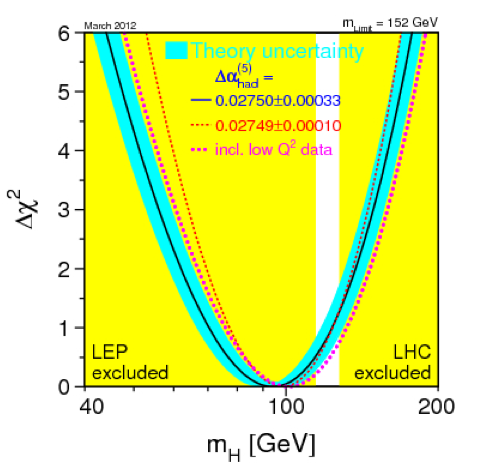 March 2012
m_Limit = 152 GeV
6
5
4
3
2
1
0
Δχ²
Theory uncertainty
Δα_had^(5) =
0.02750±0.00033
0.02749±0.00010
incl. low Q² data
LEP
excluded
LHC
excluded
40
100
200
m_H [GeV]